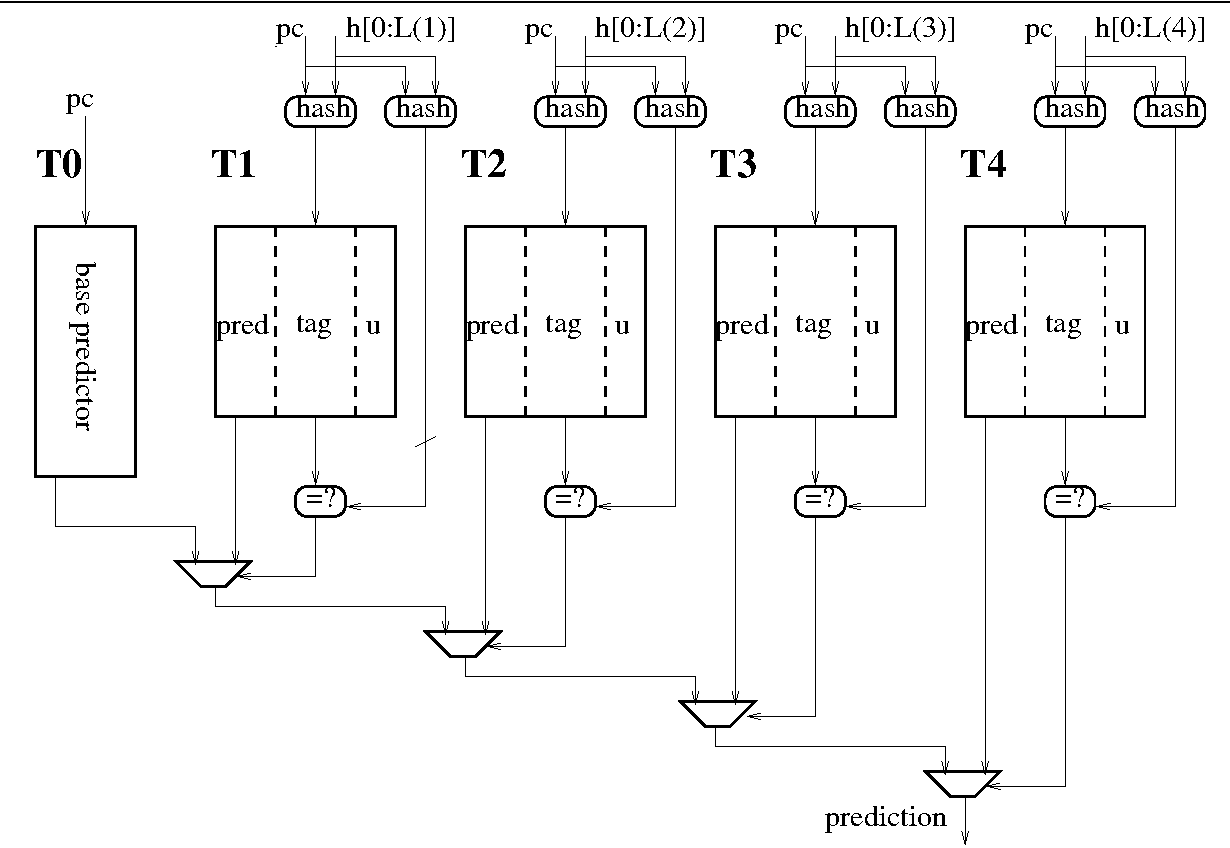 pc h[0:L(1)] pc h[0:L(2)] pc h[0:L(3)] pc h[0:L(4)]
pc
hash hash hash hash hash hash hash hash
T0 T1 T2 T3 T4
base predictor
pred tag u pred tag u pred tag u pred tag u
=? =? =? =?
prediction